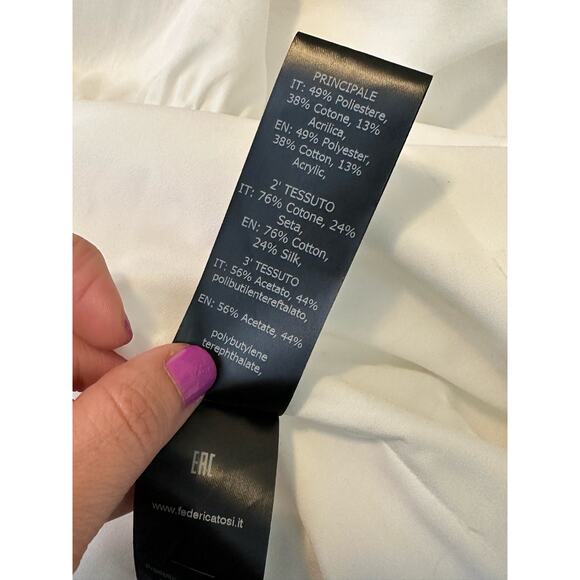 PRINCIPALE
IT: 49% Poliestere,
38% Cotone, 13%
Acrilica,
EN: 49% Polyester,
38% Cotton, 13%
Acrylic,
2' TESSUTO
IT: 76% Cotone, 24%
Seta,
EN: 76% Cotton,
24% Silk,
3' TESSUTO
IT: 56% Acetato, 44%
polibutilentereftalato,
EN: 56% Acetate, 44%
polybutylene
terephthalate,
EAC
www.federicatosi.it